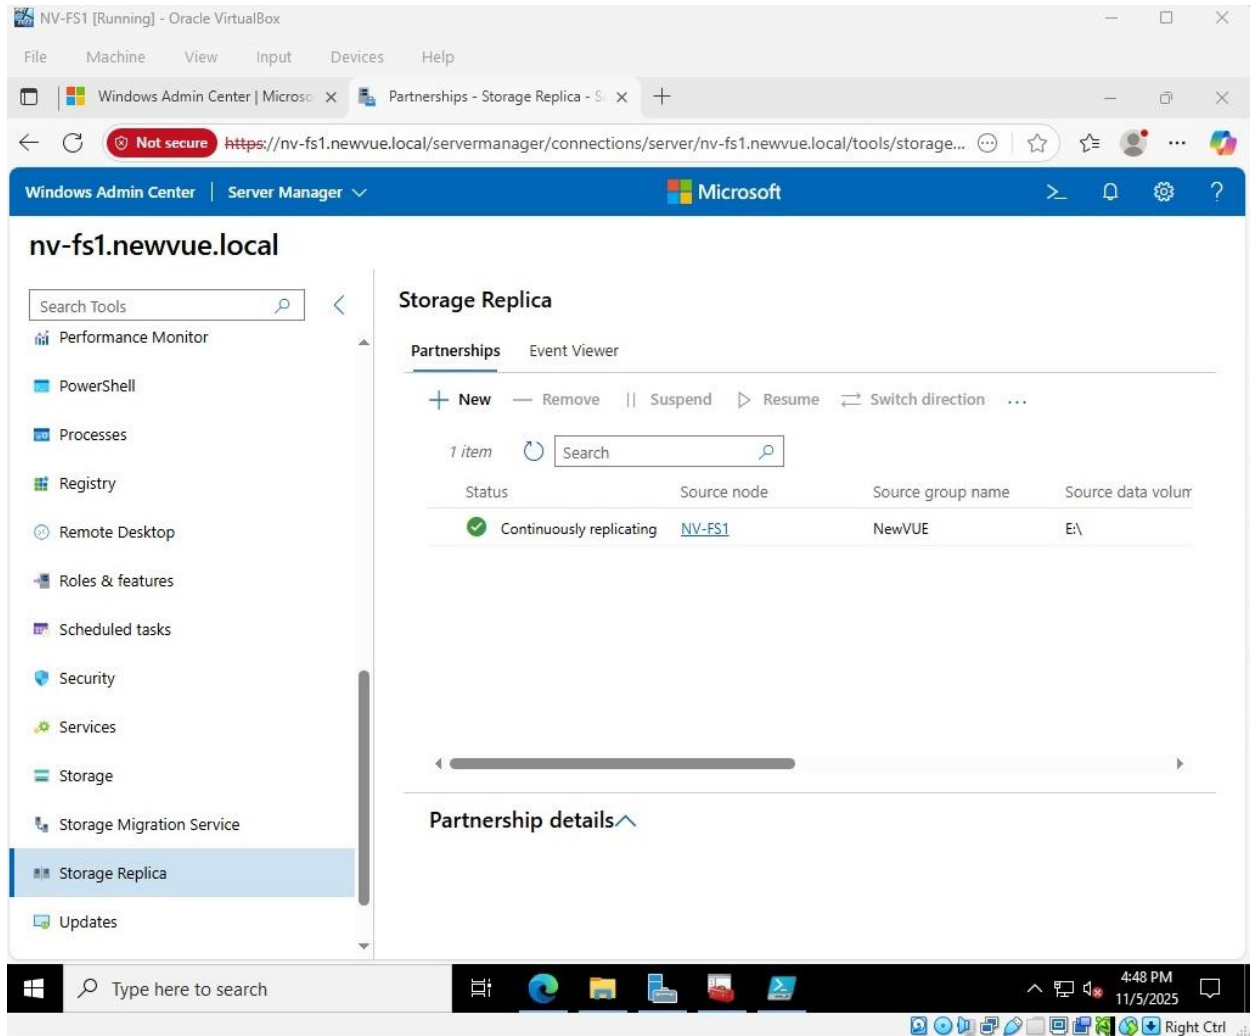 NV-FS1 [Running] - Oracle VirtualBox
File Machine View Input Devices Help
Windows Admin Center | Microso
Partnerships - Storage Replica - S
Not secure https://nv-fs1.newvue.local/servermanager/connections/server/nv-fs1.newvue.local/tools/storage...
Windows Admin Center | Server Manager
Microsoft
nv-fs1.newvue.local
Search Tools
Performance Monitor
PowerShell
Processes
Registry
Remote Desktop
Roles & features
Scheduled tasks
Security
Services
Storage
Storage Migration Service
Storage Replica
Updates
Storage Replica
Partnerships Event Viewer
New Remove Suspend Resume Switch direction ...
1 item Search
Status Source node Source group name Source data volum
Continuously replicating NV-FS1 NewVUE E:\
Partnership details
Type here to search
4:48 PM
11/5/2025
Right Ctrl